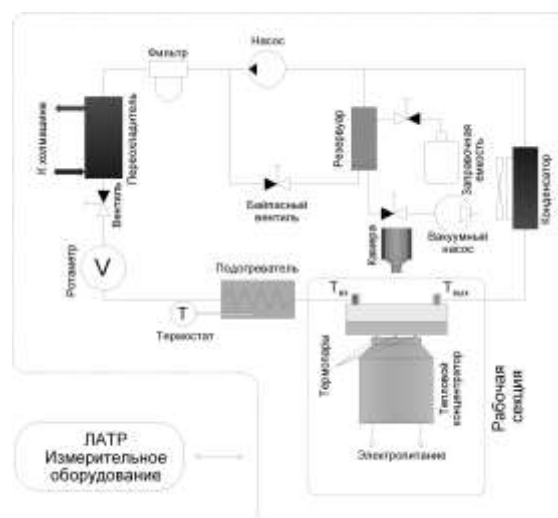 Насос
Фильтр
К холмашине
Переохладитель
Вентиль
Ротаметр
V
Байпасный
вентиль
Резервуар
Заправочная
емкость
Вакуумный
насос
Камера
Конденсатор
Подогреватель
T
Термостат
Tвх
Tвых
Термопары
Тепловой
концентратор
Электропитание
Рабочая
секция
ЛАТР
Измерительное
оборудование